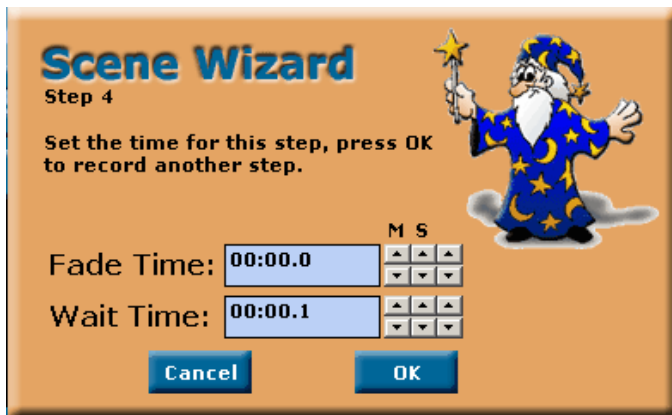 Scene Wizard
Step 4
Set the time for this step, press OK
to record another step.
M S
Fade Time: 00:00.0
Wait Time: 00:00.1
Cancel OK